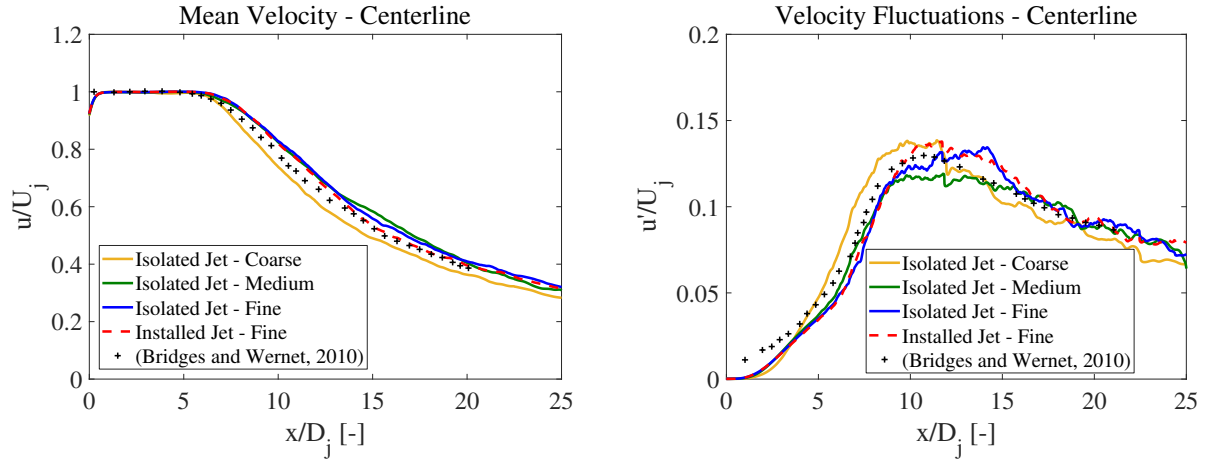 Mean Velocity - Centerline
1.2
1
0.8
0.6
0.4
0.2
0
u/U_j
Isolated Jet - Coarse
Isolated Jet - Medium
Isolated Jet - Fine
Installed Jet - Fine
(Bridges and Wernet, 2010)
0 5 10 15 20 25
x/D_j [-]
Velocity Fluctuations - Centerline
0.2
0.15
0.1
0.05
0
u'/U_j
Isolated Jet - Coarse
Isolated Jet - Medium
Isolated Jet - Fine
Installed Jet - Fine
(Bridges and Wernet, 2010)
0 5 10 15 20 25
x/D_j [-]